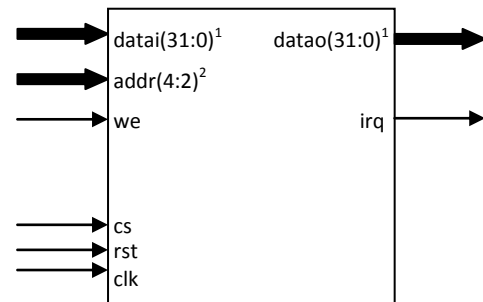 datai(31:0)¹ datao(31:0)¹
addr(4:2)²
we irq
cs
rst
clk